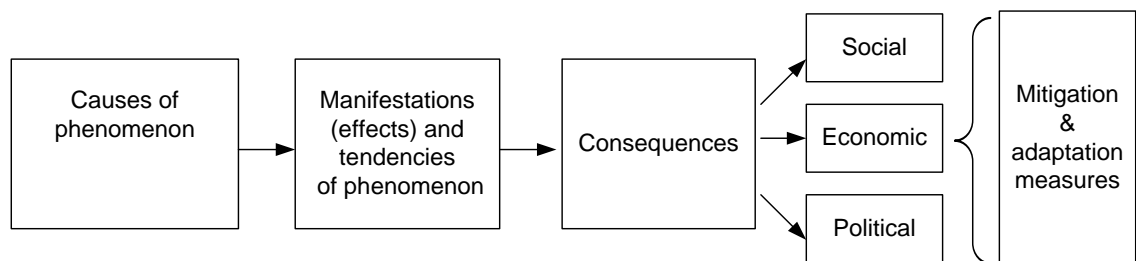 Causes of
phenomenon
Manifestations
(effects) and
tendencies
of phenomenon
Consequences
Social
Economic
Political
Mitigation
&
adaptation
measures